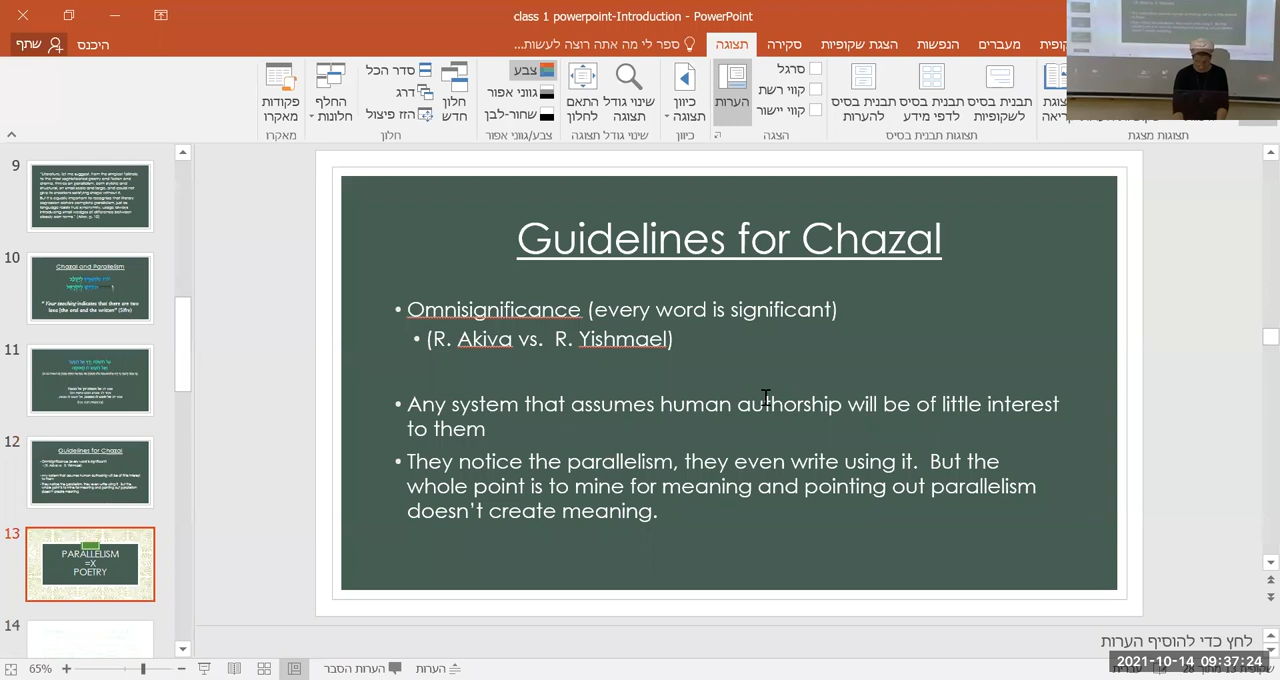 class 1 powerpoint-Introduction - PowerPoint
תצוגה
סקירה
הצגת שקופיות
הנפשות
מעברים
ספר לי מה אתה רוצה לעשות...
היכנס
שתף
סרגל
קווי רשת
קווי יישור
הערות
הצגה
תבנית בסיס לשקופיות
תבנית בסיס לדפי מידע
תבנית בסיס להערות
תצוגות תבנית בסיס
תצוגות מצגת
כיוון תצוגה
כיוון
שינוי גודל תצוגה
התאם לחלון
שינוי גודל תצוגה
צבע
גווני אפור
שחור-לבן
צבע/גווני אפור
חלון חדש
סדר הכל
דרג
הזז פיצול
החלף חלונות
חלון
פקודות מאקרו
מאקרו
9
10
Chazal and Parallelism
11
12
Guidelines for Chazal
13
PARALLELISM
=X
POETRY
14
Guidelines for Chazal
• Omnisignificance (every word is significant)
• (R. Akiva vs. R. Yishmael)
• Any system that assumes human authorship will be of little interest
to them
• They notice the parallelism, they even write using it. But the
whole point is to mine for meaning and pointing out parallelism
doesn't create meaning.
לחץ כדי להוסיף הערות
2021-10-14 09:37:24
הערות
הערות הסבר
65%